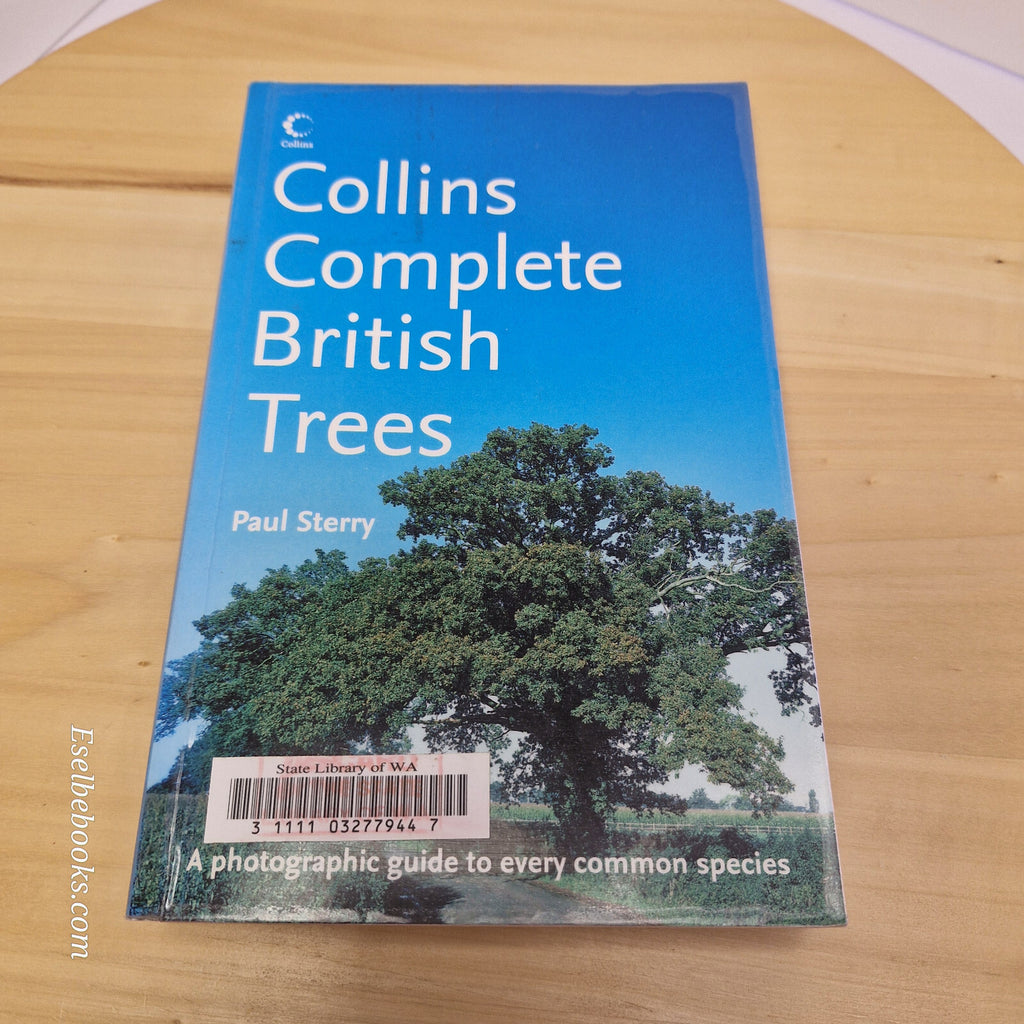 Collins
Collins
Complete
British
Trees
Paul Sterry
State Library of WA
3 1111 03277944 7
A photographic guide to every common species
Eselbebooks.com